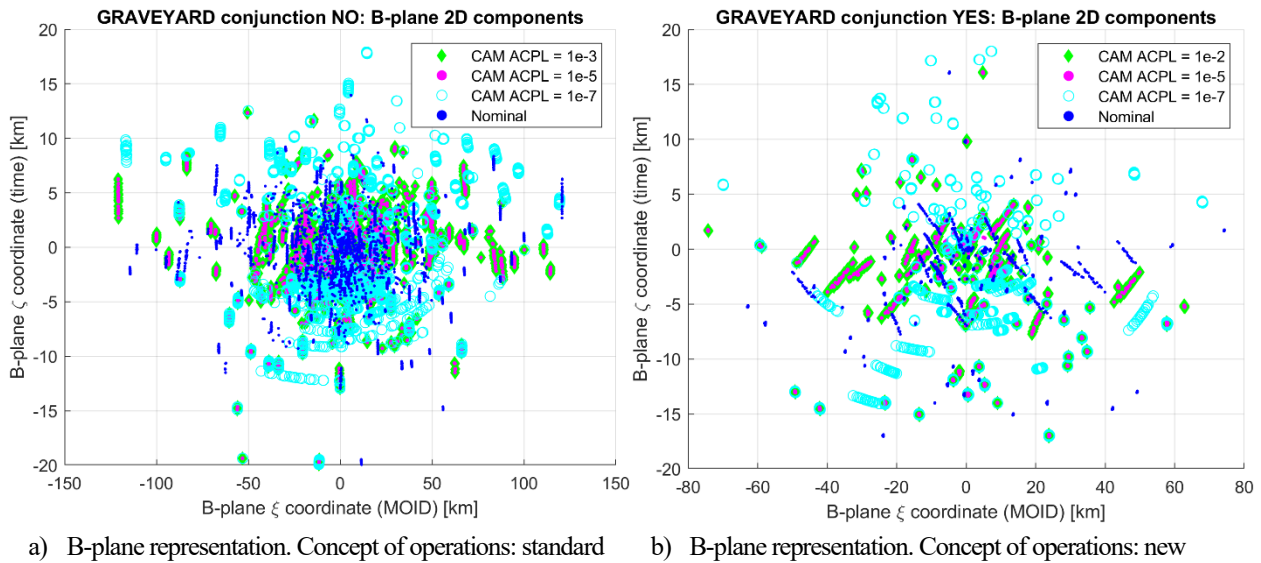 GRAVEYARD conjunction NO: B-plane 2D components
20
15
10
5
0
-5
-10
-15
-20
B-plane ζ coordinate (time) [km]
CAM ACPL = 1e-3
CAM ACPL = 1e-5
CAM ACPL = 1e-7
Nominal
-150
-100
-50
0
50
100
150
B-plane ξ coordinate (MOID) [km]
a) B-plane representation. Concept of operations: standard
GRAVEYARD conjunction YES: B-plane 2D components
20
15
10
5
0
-5
-10
-15
-20
B-plane ζ coordinate (time) [km]
CAM ACPL = 1e-2
CAM ACPL = 1e-5
CAM ACPL = 1e-7
Nominal
-80
-60
-40
-20
0
20
40
60
80
B-plane ξ coordinate (MOID) [km]
b) B-plane representation. Concept of operations: new